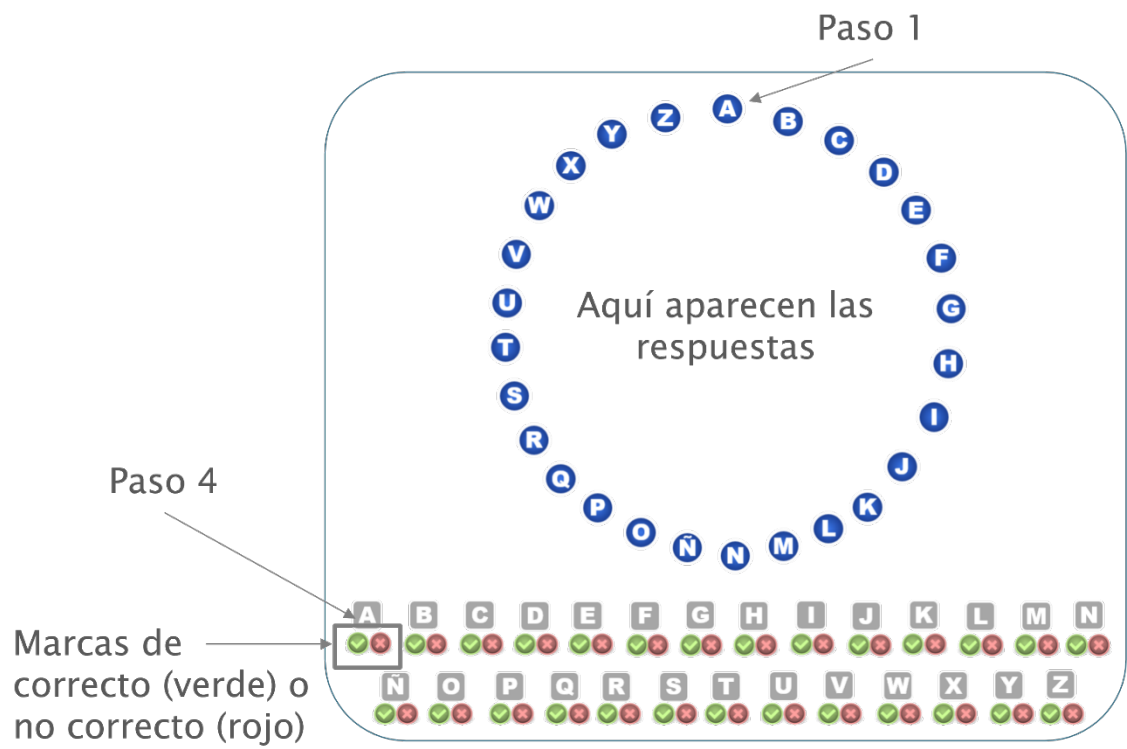 Paso 1
A B C D E F G H I J K L M N Ñ O P Q R S T U V W X Y Z
Aquí aparecen las
respuestas
Paso 4
A B C D E F G H I J K L M N
Ñ O P Q R S T U V W X Y Z
Marcas de
correcto (verde) o
no correcto (rojo)